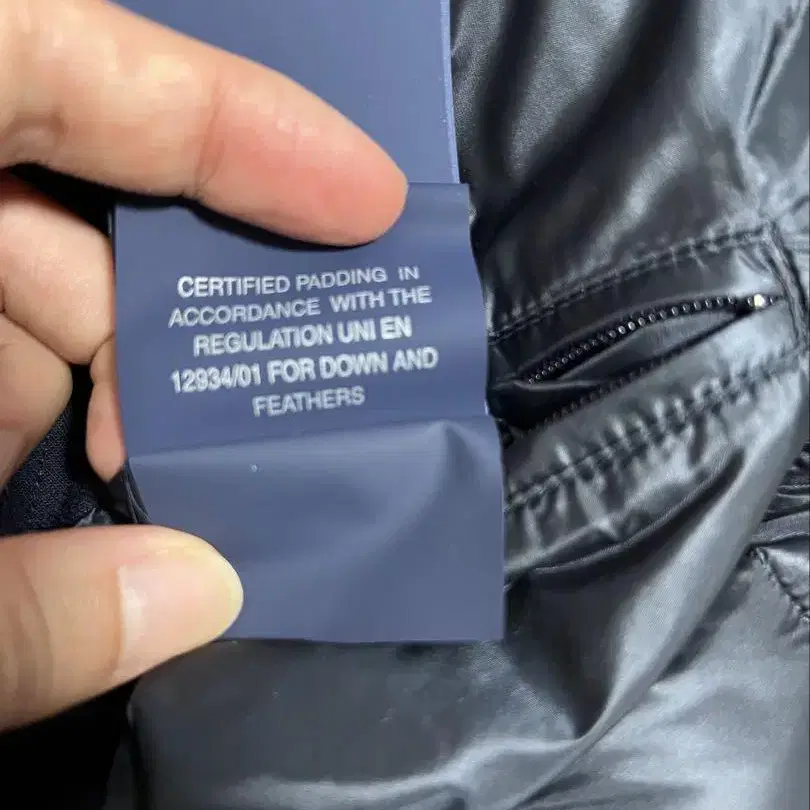 CERTIFIED PADDING IN
ACCORDANCE WITH THE
REGULATION UNI EN
12934/01 FOR DOWN AND
FEATHERS